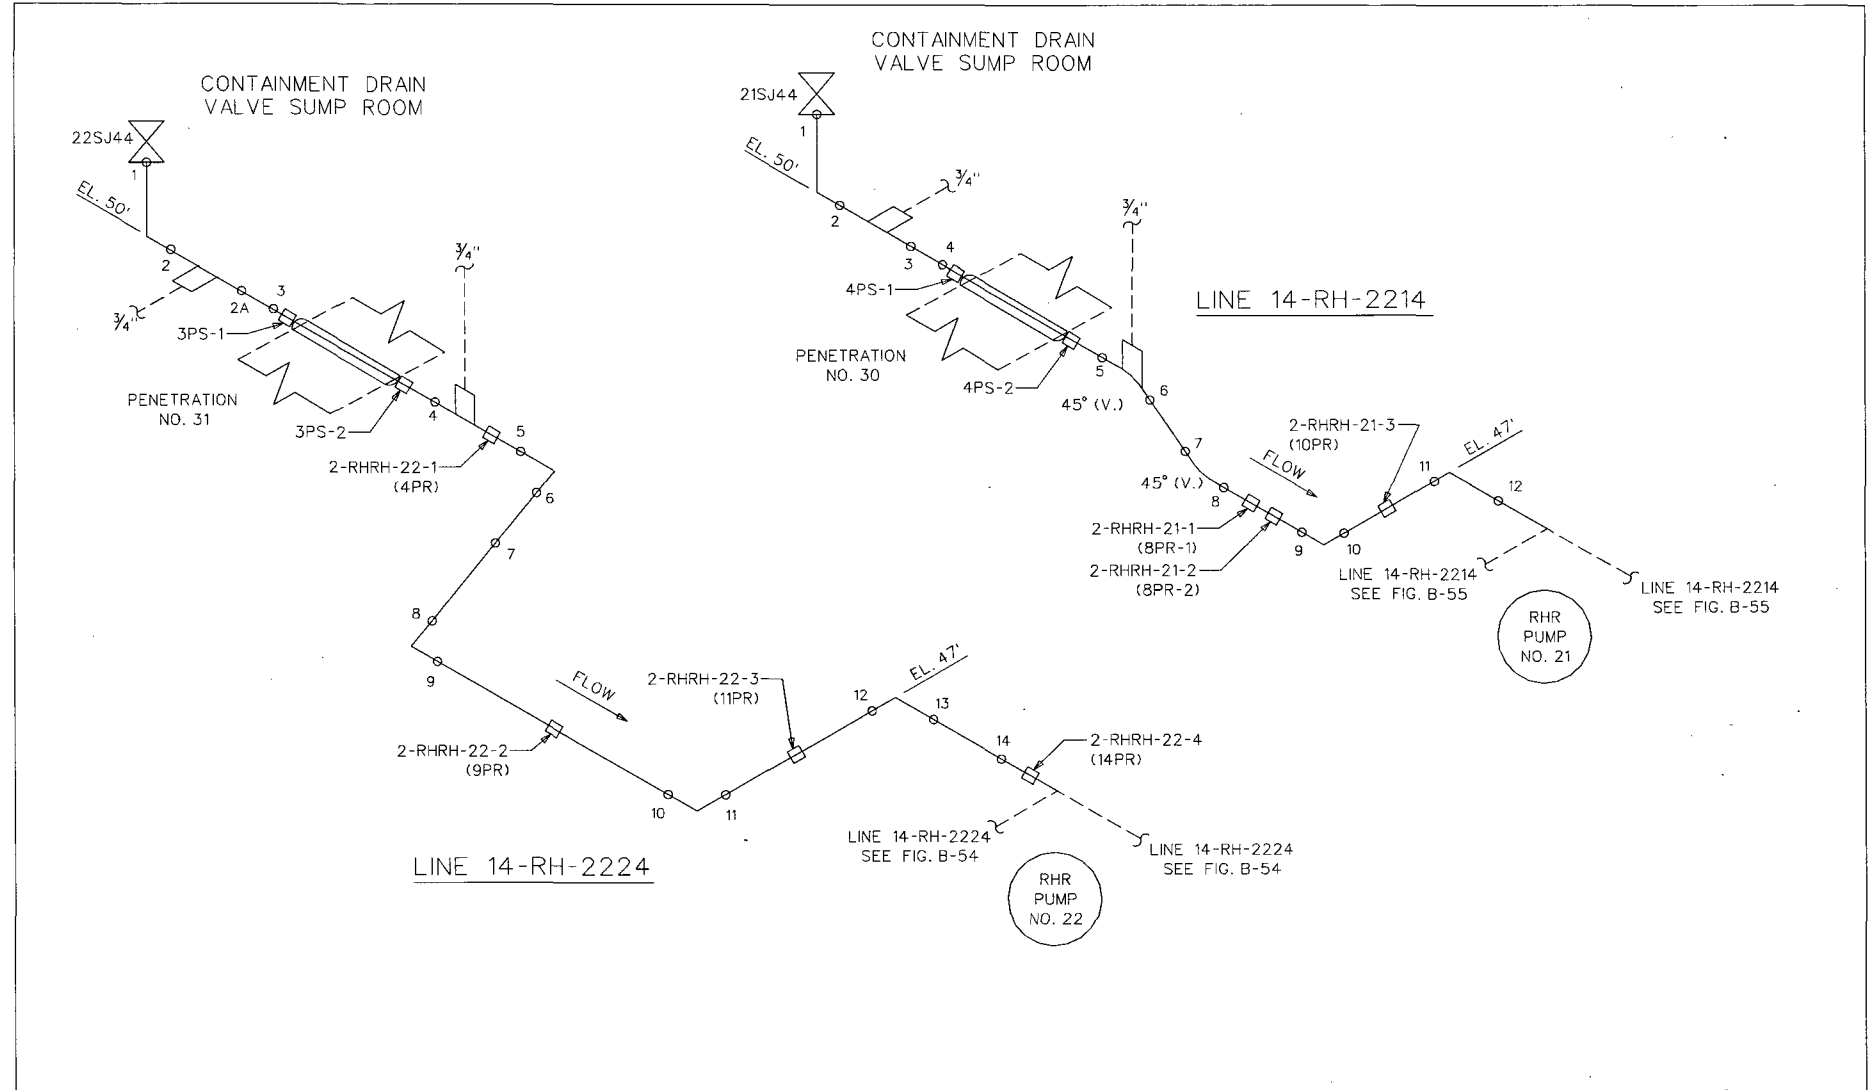 CONTAINMENT DRAIN
VALVE SUMP ROOM
22SJ44
1
EL. 50'
2
3/4"
2A
3
3PS-1
PENETRATION
NO. 31
3PS-2
4
3/4"
2-RHRH-22-1
(4PR)
5
6
7
8
9
FLOW
2-RHRH-22-2
(9PR)
10
11
2-RHRH-22-3
(11PR)
12
EL. 47'
13
14
2-RHRH-22-4
(14PR)
LINE 14-RH-2224
SEE FIG. B-54
LINE 14-RH-2224
SEE FIG. B-54
RHR
PUMP
NO. 22
LINE 14-RH-2224
CONTAINMENT DRAIN
VALVE SUMP ROOM
21SJ44
1
EL. 50'
2
3/4"
3
4
4PS-1
PENETRATION
NO. 30
4PS-2
3/4"
5
45° (V.)
6
7
45° (V.)
8
FLOW
LINE 14-RH-2214
2-RHRH-21-1
(8PR-1)
2-RHRH-21-2
(8PR-2)
9
10
2-RHRH-21-3
(10PR)
11
EL. 47'
12
LINE 14-RH-2214
SEE FIG. B-55
LINE 14-RH-2214
SEE FIG. B-55
RHR
PUMP
NO. 21